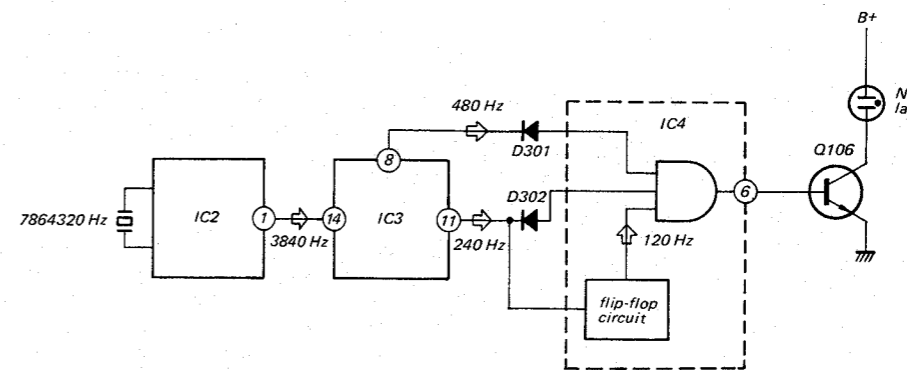 B+
N
la
480 Hz
IC4
D301
Q106
8
D302
6
7864320 Hz
IC2
1
3840 Hz
14
IC3
11
240 Hz
120 Hz
flip-flop
circuit